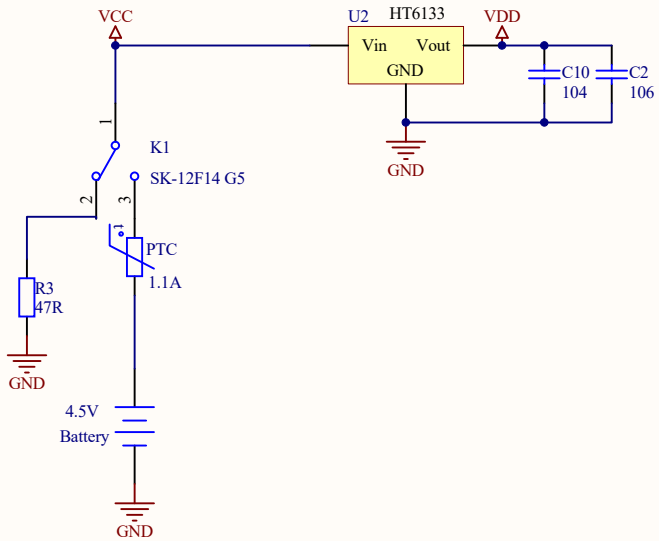 VCC
U2 HT6133
VDD
Vin Vout
GND
C10
104
C2
106
GND
1
K1
SK-12F14 G5
2
3
t
PTC
1.1A
R3
47R
GND
4.5V
Battery
GND